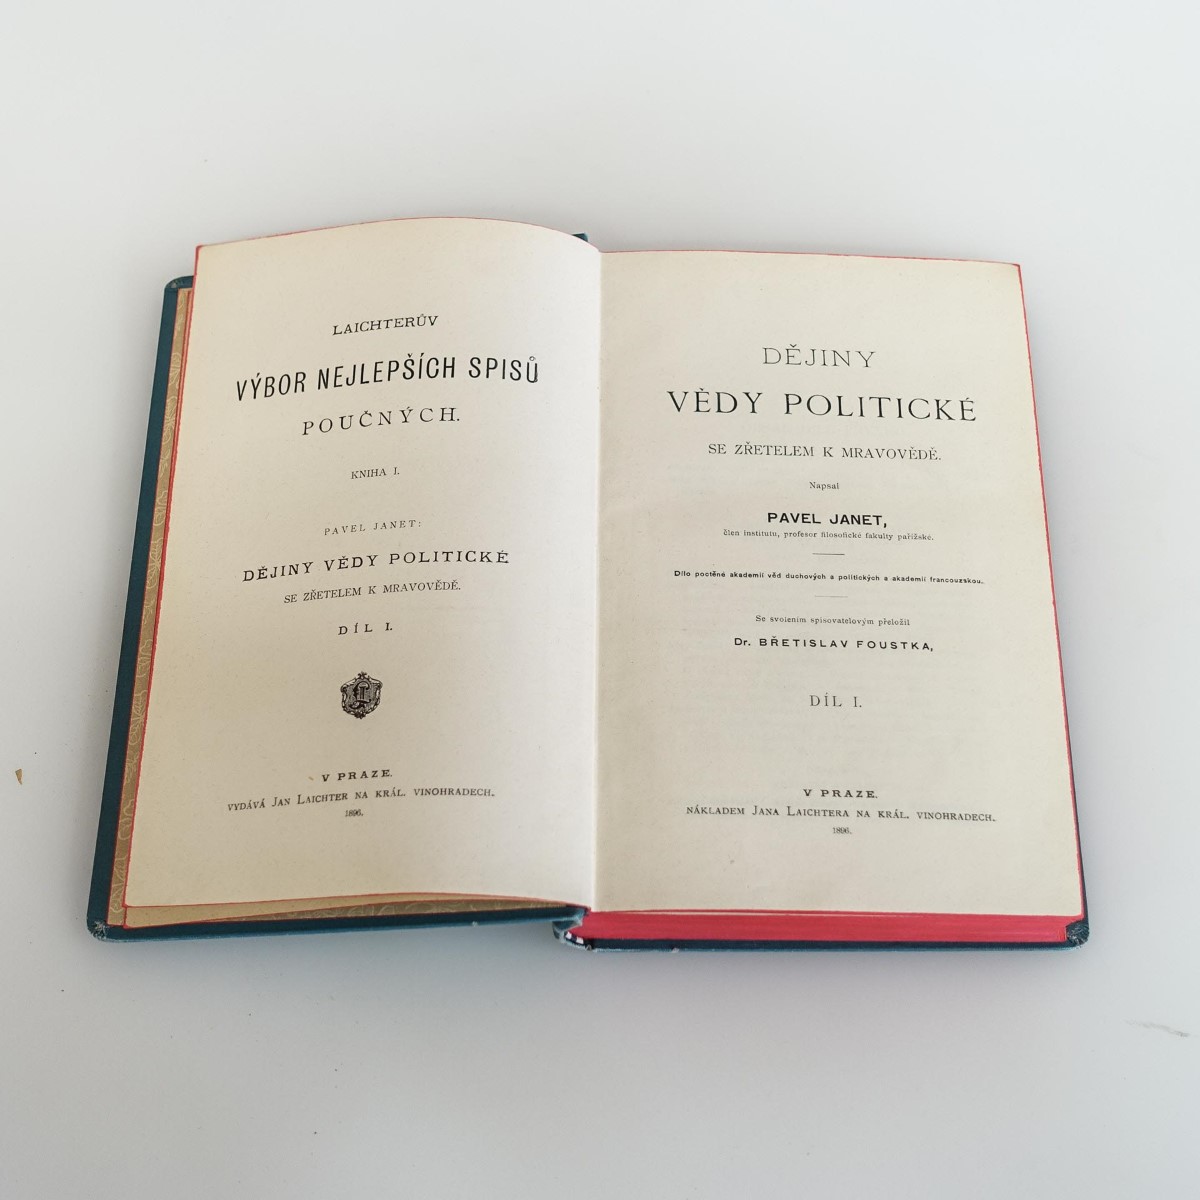 LAICHTERŮV
VÝBOR NEJLEPŠÍCH SPISŮ
POUČNÝCH.
KNIHA I.
PAVEL JANET:
DĚJINY VĚDY POLITICKÉ
SE ZŘETELEM K MRAVOVĚDĚ.
DÍL I.
V PRAZE.
VYDÁVÁ JAN LAICHTER NA KRÁL. VINOHRADECH.
1896.
DĚJINY
VĚDY POLITICKÉ
SE ZŘETELEM K MRAVOVĚDĚ.
Napsal
PAVEL JANET,
člen institutu, profesor filosofické fakulty pařížské.
Dílo poctěné akademií věd duchových a politických a akademií francouzskou.
Se svolením spisovatelovým přeložil
Dr. BŘETISLAV FOUSTKA,
DÍL I.
V PRAZE.
NÁKLADEM JANA LAICHTERA NA KRÁL. VINOHRADECH.
1896.